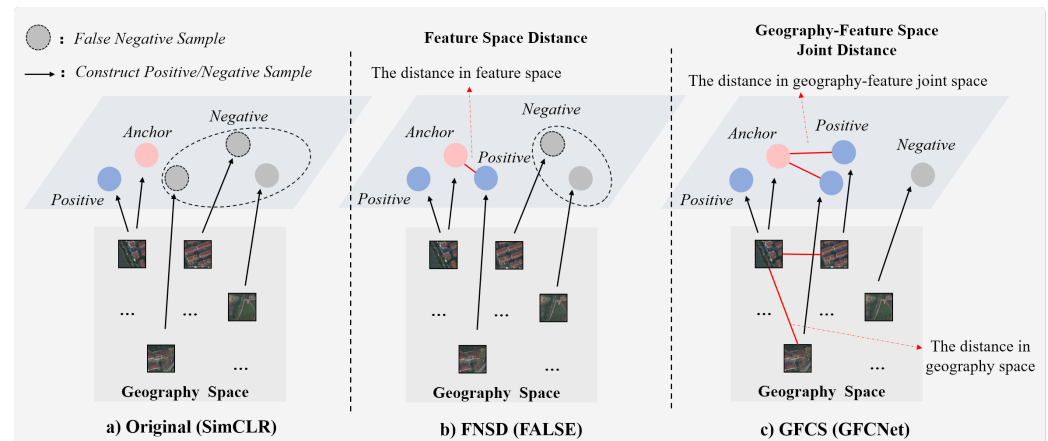 : False Negative Sample
: Construct Positive/Negative Sample
Anchor
Negative
Positive
...
...
...
Geography Space
a) Original (SimCLR)
Feature Space Distance
The distance in feature space
Negative
Anchor
Positive
Positive
...
...
...
Geography Space
b) FNSD (FALSE)
Geography-Feature Space
Joint Distance
The distance in geography-feature joint space
Positive
Anchor
Negative
Positive
...
...
The distance in
geography space
...
Geography Space
c) GFCS (GFCNet)